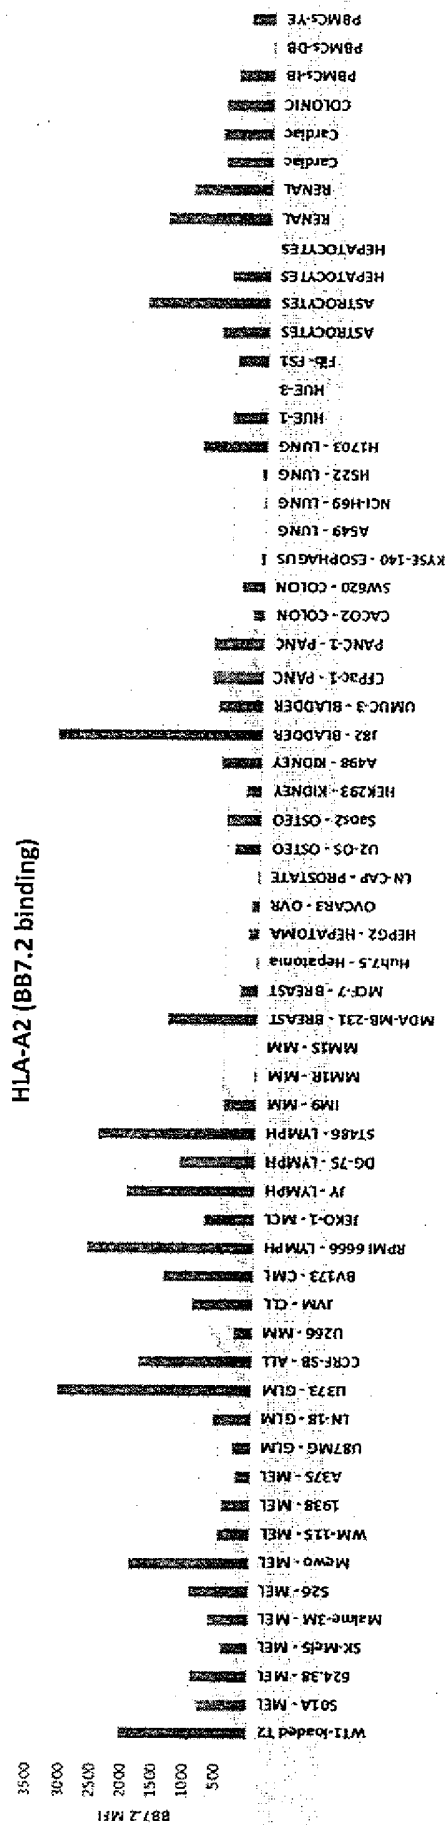 HLA-A2 (BB7.2 binding)
BB7.2 MFI
3500
3000
2500
2000
1500
1000
500
WT1-loaded T2
501A - MEL
624.38 - MEL
SK-Mel5 - MEL
Malme-3M - MEL
526 - MEL
Mewo - MEL
WM-115 - MEL
1938 - MEL
A375 - MEL
U87MG - GLM
LN-18 - GLM
U373 - GLM
CCRF-SB - ALL
U266 - MM
JVM - CLL
BV173 - CML
RPMI 6666 - LYMPH
JEKO-1 - MCL
JY - LYMPH
DG-75 - LYMPH
ST486 - LYMPH
IM9 - MM
MM1R - MM
MM1S - MM
MDA-MB-231 - BREAST
MCF-7 - BREAST
Huh7.5 - Hepatoma
HEPG2 - HEPATOMA
OVCAR3 - OVR
LN-CAP - PROSTATE
U2-OS - OSTEO
Saos2 - OSTEO
HEK293 - KIDNEY
A498 - KIDNEY
J82 - BLADDER
UMUC-3 - BLADDER
CFPac-1 - PANC
PANC-1 - PANC
CACO2 - COLON
SW620 - COLON
KYSE-140 - ESOPHAGUS
A549 - LUNG
NCI-H69 - LUNG
H522 - LUNG
H1703 - LUNG
HUE-1
HUE-3
Fib - FS1
ASTROCYTES
ASTROCYTES
HEPATOCYTES
HEPATOCYTES
RENAL
RENAL
Cardiac
Cardiac
COLONIC
PBMCs-IB
PBMCs-DB
PBMCs-YE